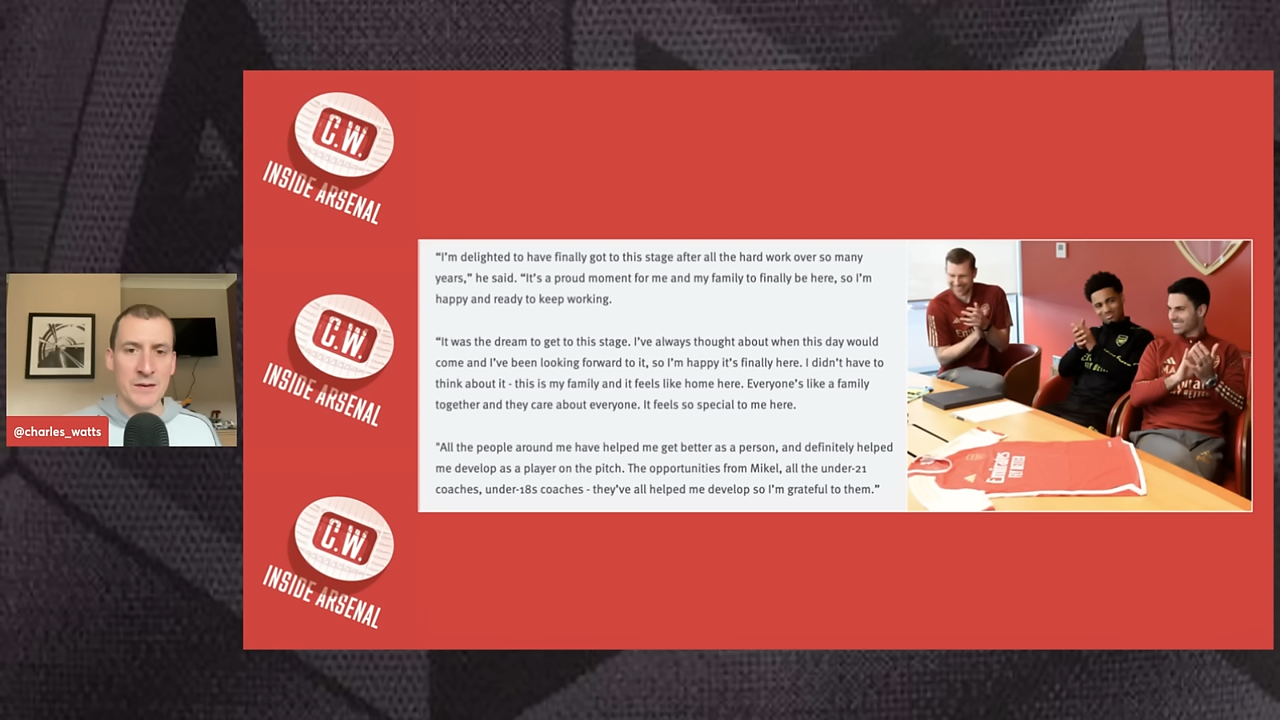 C.W.
INSIDE ARSENAL
C.W.
INSIDE ARSENAL
C.W.
INSIDE ARSENAL
@charles_watts
“I’m delighted to have finally got to this stage after all the hard work over so many
years,” he said. “It’s a proud moment for me and my family to finally be here, so I’m
happy and ready to keep working.
“It was the dream to get to this stage. I’ve always thought about when this day would
come and I’ve been looking forward to it, so I’m happy it’s finally here. I didn’t have to
think about it - this is my family and it feels like home here. Everyone’s like a family
together and they care about everyone. It feels so special to me here.
"All the people around me have helped me get better as a person, and definitely helped
me develop as a player on the pitch. The opportunities from Mikel, all the under-21
coaches, under-18s coaches - they’ve all helped me develop so I’m grateful to them.”
Emirates